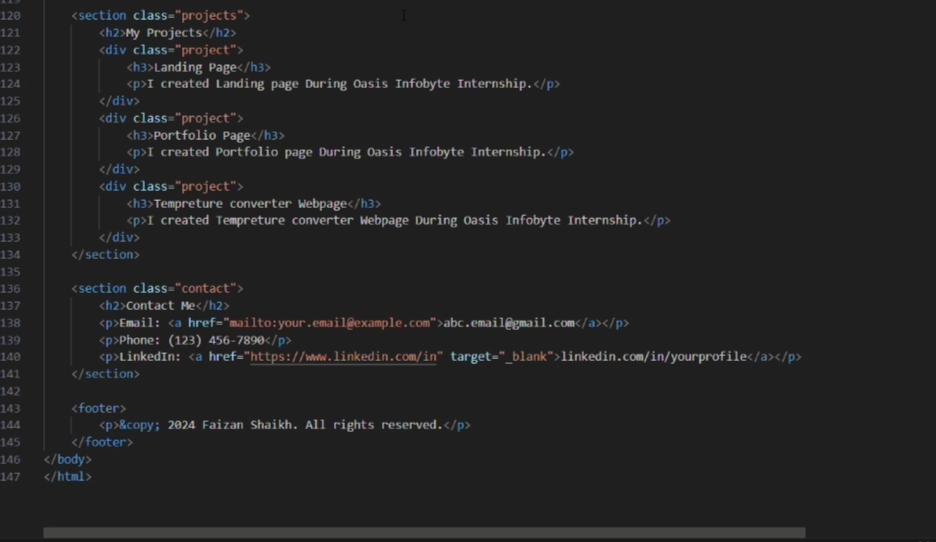 119
120 <section class="projects">
121 <h2>My Projects</h2>
122 <div class="project">
123 <h3>Landing Page</h3>
124 <p>I created Landing page During Oasis Infobyte Internship.</p>
125 </div>
126 <div class="project">
127 <h3>Portfolio Page</h3>
128 <p>I created Portfolio page During Oasis Infobyte Internship.</p>
129 </div>
130 <div class="project">
131 <h3>Tempreture converter Webpage</h3>
132 <p>I created Tempreture converter Webpage During Oasis Infobyte Internship.</p>
133 </div>
134 </section>
135
136 <section class="contact">
137 <h2>Contact Me</h2>
138 <p>Email: <a href="mailto:your.email@example.com">abc.email@gmail.com</a></p>
139 <p>Phone: (123) 456-7890</p>
140 <p>LinkedIn: <a href="https://www.linkedin.com/in" target="_blank">linkedin.com/in/yourprofile</a></p>
141 </section>
142
143 <footer>
144 <p>&copy; 2024 Faizan Shaikh. All rights reserved.</p>
145 </footer>
146 </body>
147 </html>